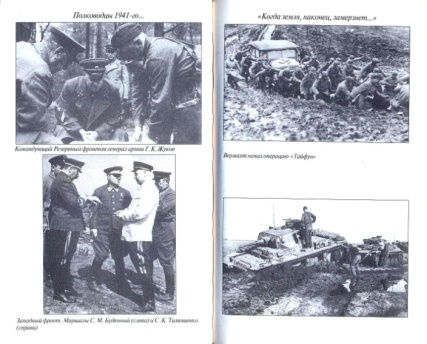 Полководцы 1941-го...
Командующий Резервным фронтом генерал армии Г. К. Жуков
Западный фронт. Маршалы С. М. Буденный (слева) и С. К. Тимошенко
(справа)
«Когда земля, наконец, замерзнет...»
Вермахт начал операцию «Тайфун»